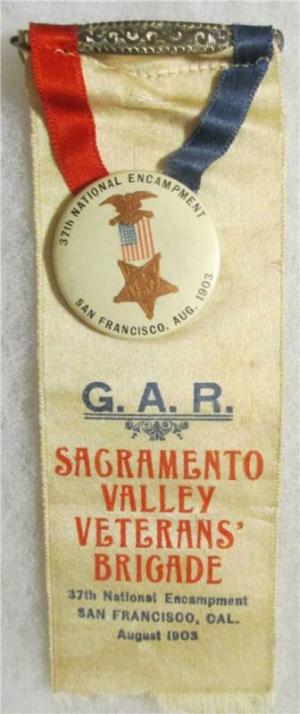 37th NATIONAL ENCAMPMENT
SAN FRANCISCO, AUG. 1903
G. A. R.
SACRAMENTO
VALLEY
VETERANS'
BRIGADE
37th National Encampment
SAN FRANCISCO, CAL.
August 1903